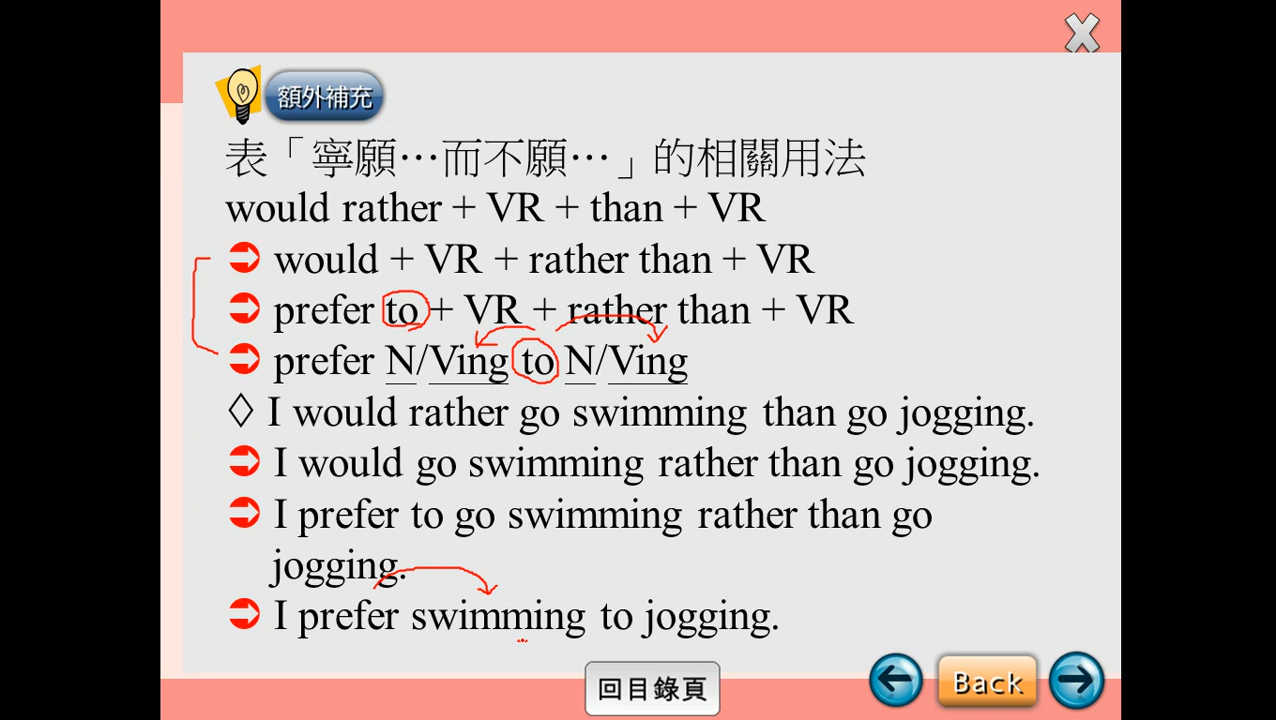 額外補充
表「寧願…而不願…」的相關用法
would rather + VR + than + VR
➲ would + VR + rather than + VR
➲ prefer to + VR + rather than + VR
➲ prefer N/Ving to N/Ving
◊ I would rather go swimming than go jogging.
➲ I would go swimming rather than go jogging.
➲ I prefer to go swimming rather than go
jogging.
➲ I prefer swimming to jogging.
回目錄頁
Back